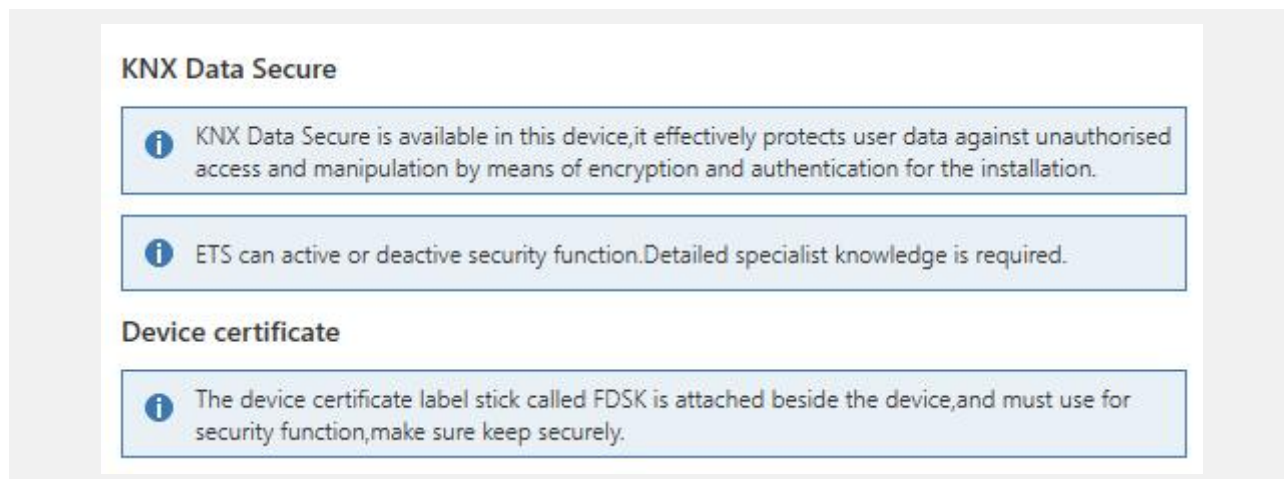 KNX Data Secure
KNX Data Secure is available in this device,it effectively protects user data against unauthorised
access and manipulation by means of encryption and authentication for the installation.
ETS can active or deactive security function.Detailed specialist knowledge is required.
Device certificate
The device certificate label stick called FDSK is attached beside the device,and must use for
security function,make sure keep securely.